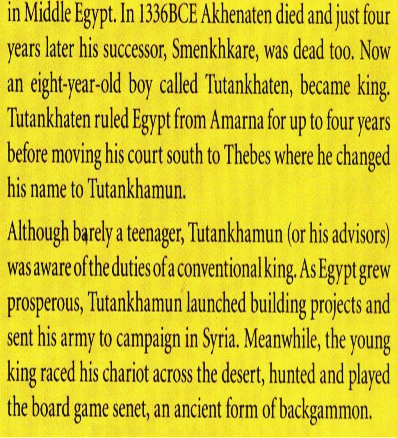 in Middle Egypt. In 1336BCE Akhenaten died and just four
years later his successor, Smenkhkare, was dead too. Now
an eight-year-old boy called Tutankhaten, became king.
Tutankhaten ruled Egypt from Amarna for up to four years
before moving his court south to Thebes where he changed
his name to Tutankhamun.
Although barely a teenager, Tutankhamun (or his advisors)
was aware of the duties of a conventional king. As Egypt grew
prosperous, Tutankhamun launched building projects and
sent his army to campaign in Syria. Meanwhile, the young
king raced his chariot across the desert, hunted and played
the board game senet, an ancient form of backgammon.